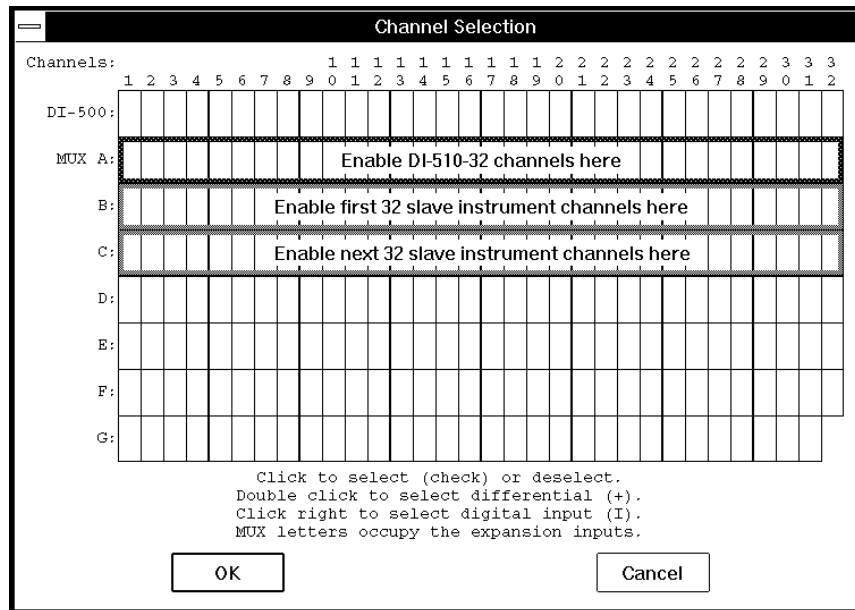 Channel Selection
Channels: 1 1 1 1 1 1 1 1 1 1 2 2 2 2 2 2 2 2 2 2 3 3 3
1 2 3 4 5 6 7 8 9 0 1 2 3 4 5 6 7 8 9 0 1 2 3 4 5 6 7 8 9 0 1 2
DI-500:
MUX A: Enable DI-510-32 channels here
B: Enable first 32 slave instrument channels here
C: Enable next 32 slave instrument channels here
D:
E:
F:
G:
Click to select (check) or deselect.
Double click to select differential (+).
Click right to select digital input (I).
MUX letters occupy the expansion inputs.
OK Cancel